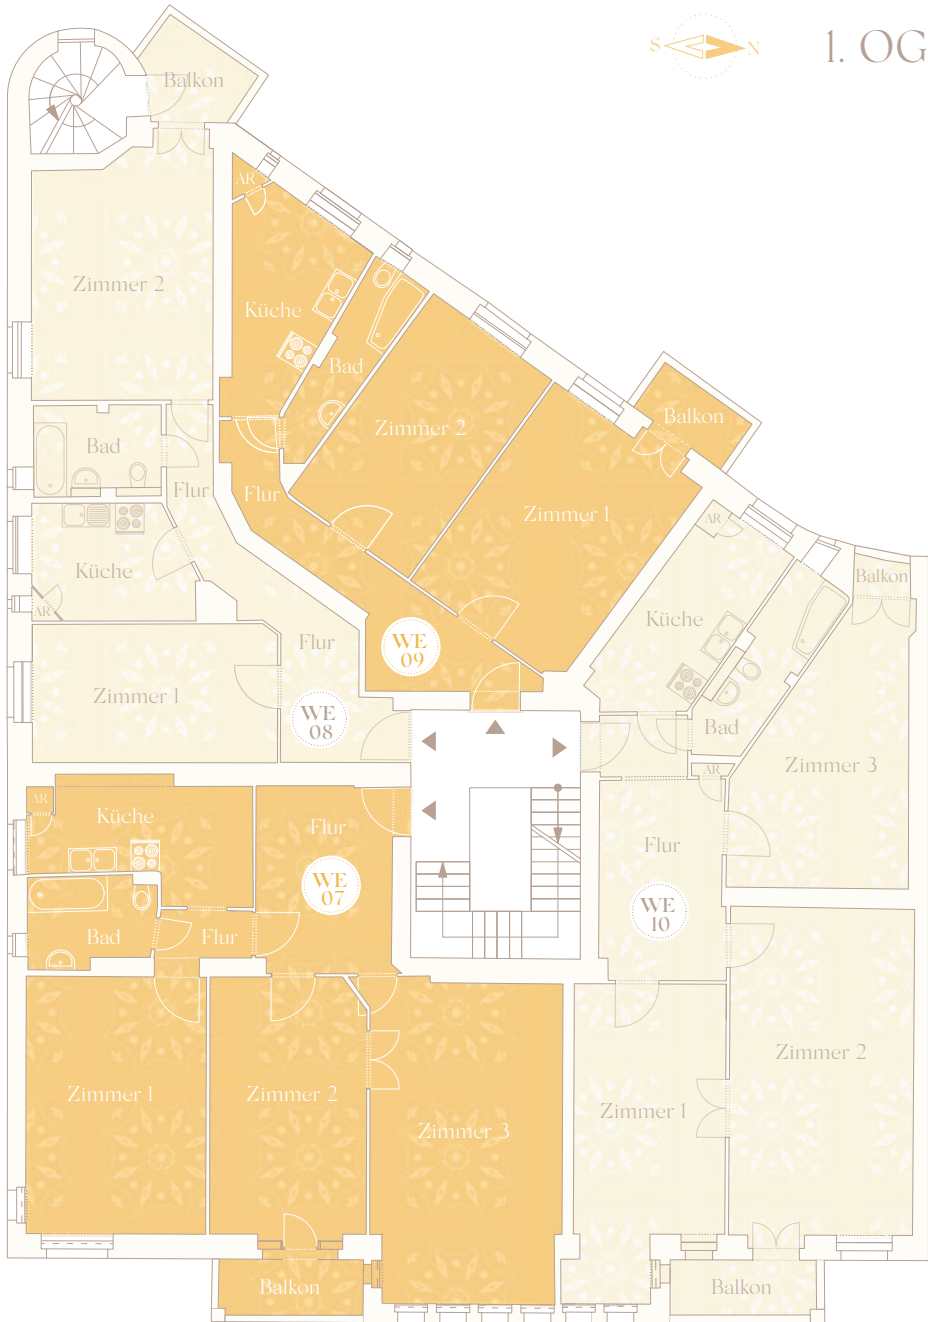 S N
1. OG
Balkon
AR
Zimmer 2
Küche
Bad
Balkon
Zimmer 2
Bad
Flur
Flur
Zimmer 1
AR
Küche
Balkon
AR
Küche
Flur
WE
09
Zimmer 1
WE
08
Bad
Zimmer 3
AR
AR
Küche
Flur
Flur
WE
07
WE
10
Bad
Flur
Zimmer 1
Zimmer 2
Zimmer 3
Zimmer 1
Zimmer 2
Balkon
Balkon